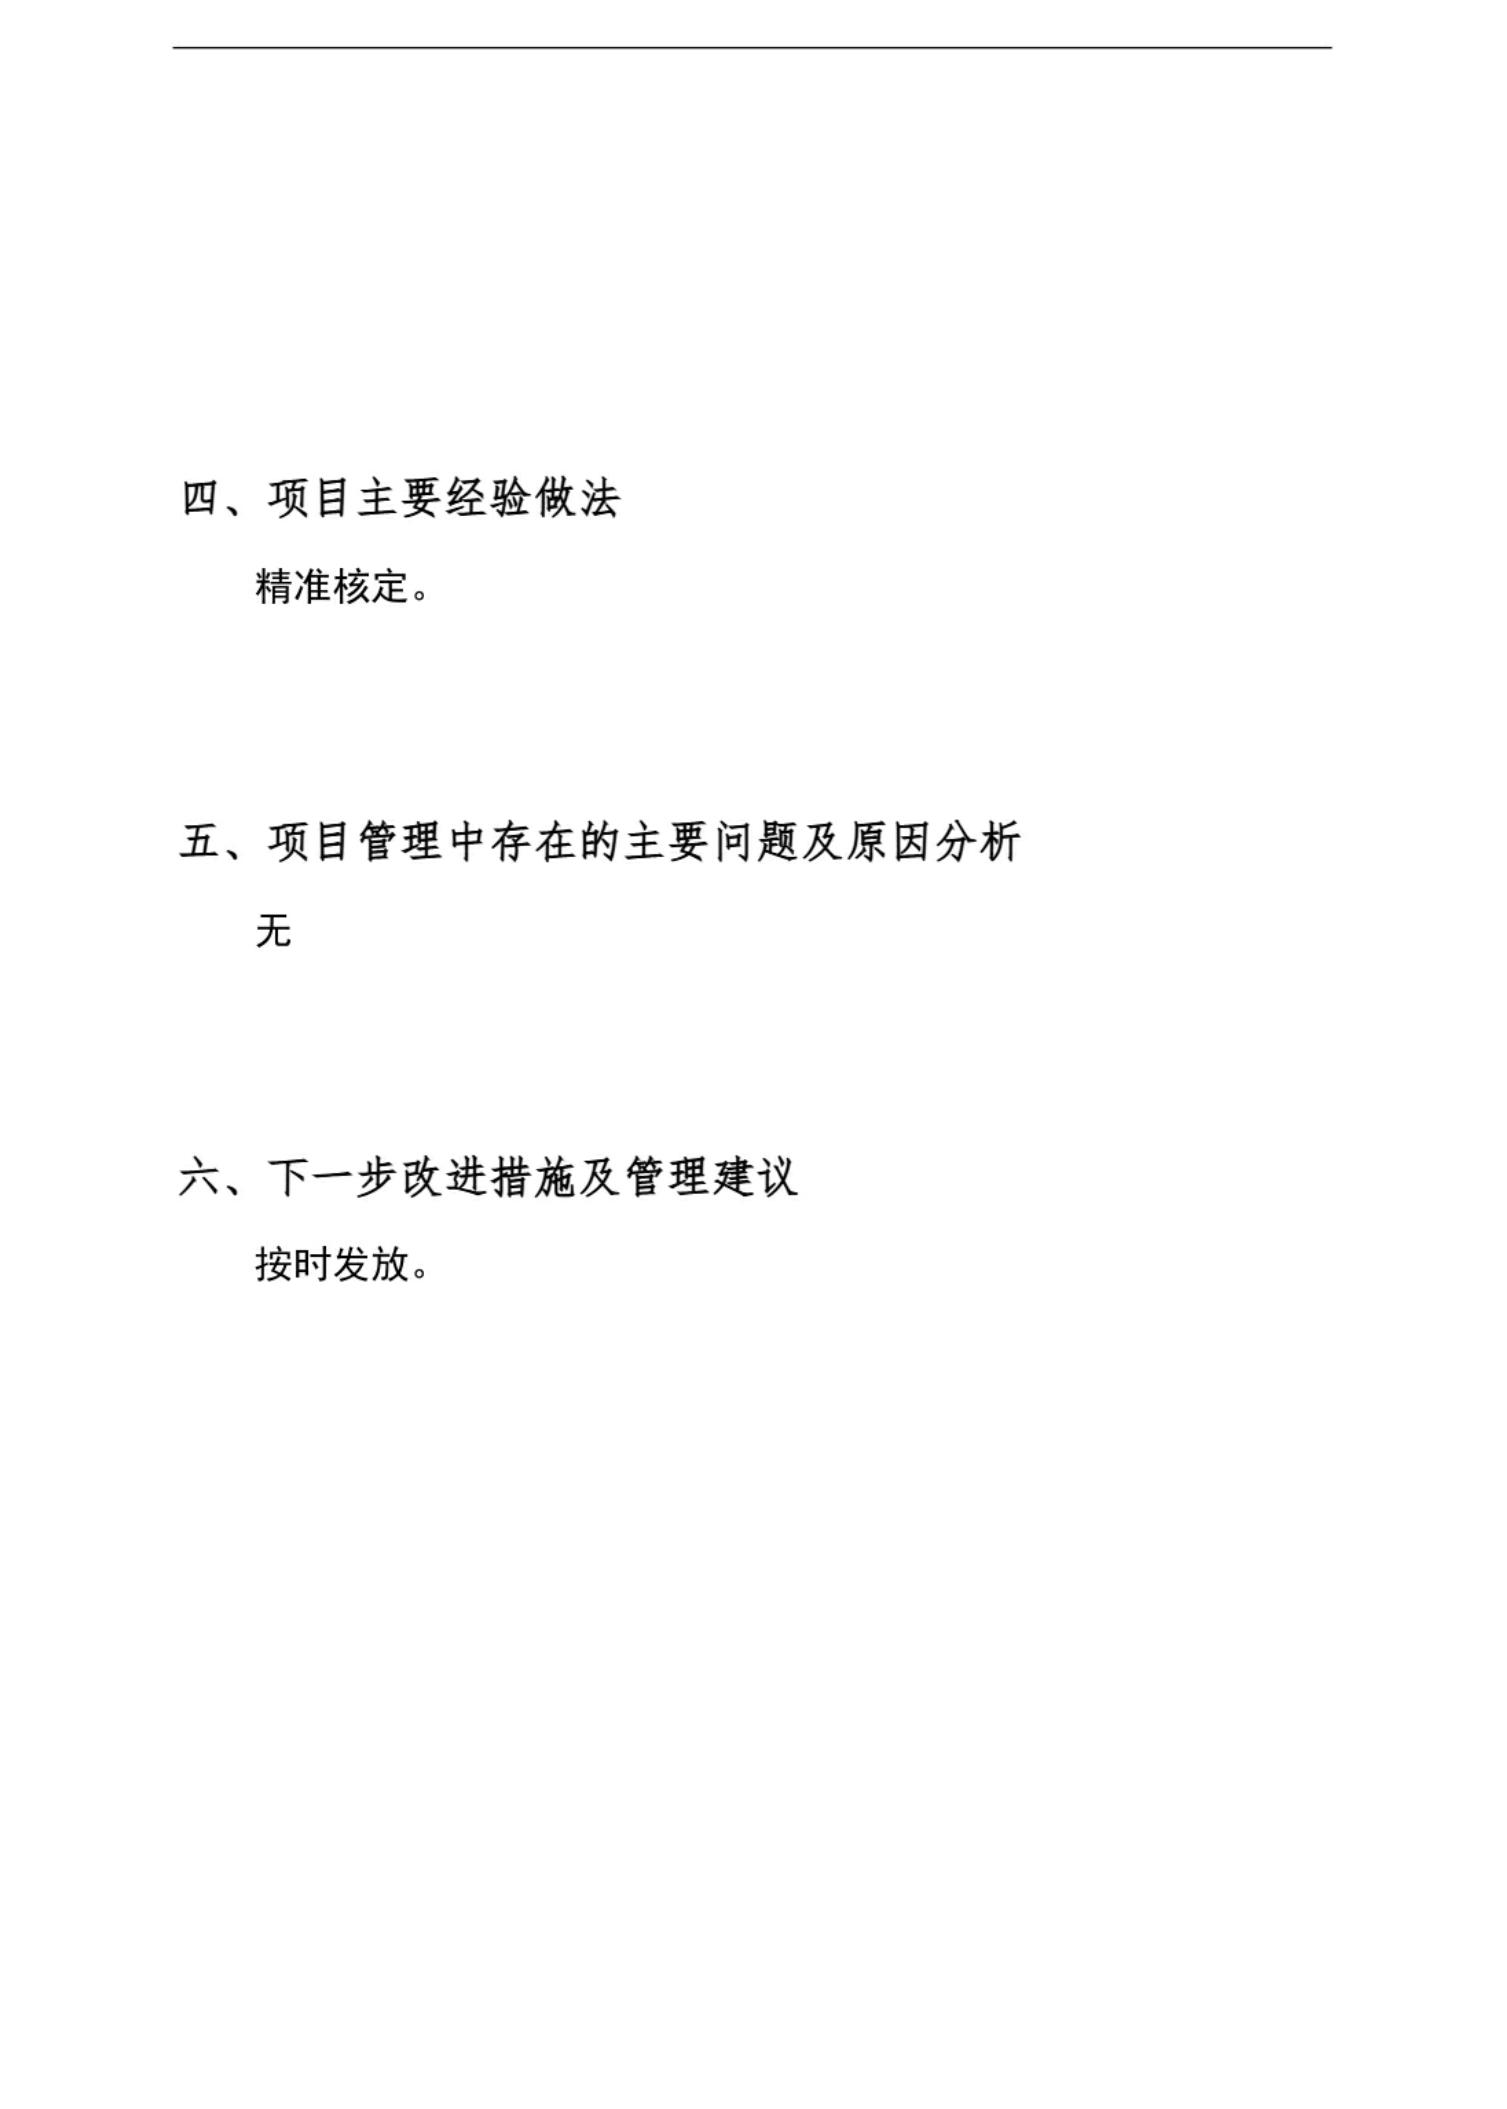 四、项目主要经验做法
精准核定。
五、项目管理中存在的主要问题及原因分析
无
六、下一步改进措施及管理建议
按时发放。